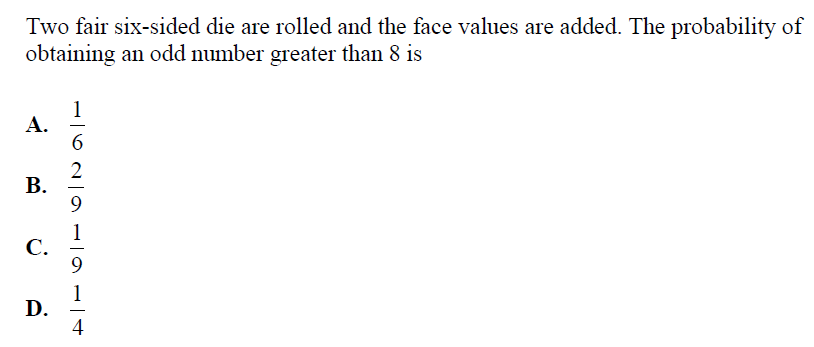 Two fair six-sided die are rolled and the face values are added. The probability of
obtaining an odd number greater than 8 is
A. 1/6
B. 2/9
C. 1/9
D. 1/4